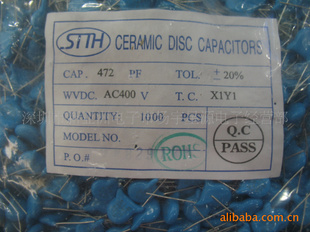 STTH CERAMIC DISC CAPACITORS
CAP. 472 PF TOL. ± 20%
WVDC. AC400 V T.C. X1Y1
QUANTITY: 1000 PCS
MODEL NO.
P.O.#
ROHS
Q.C
PASS
alibaba.com.cn